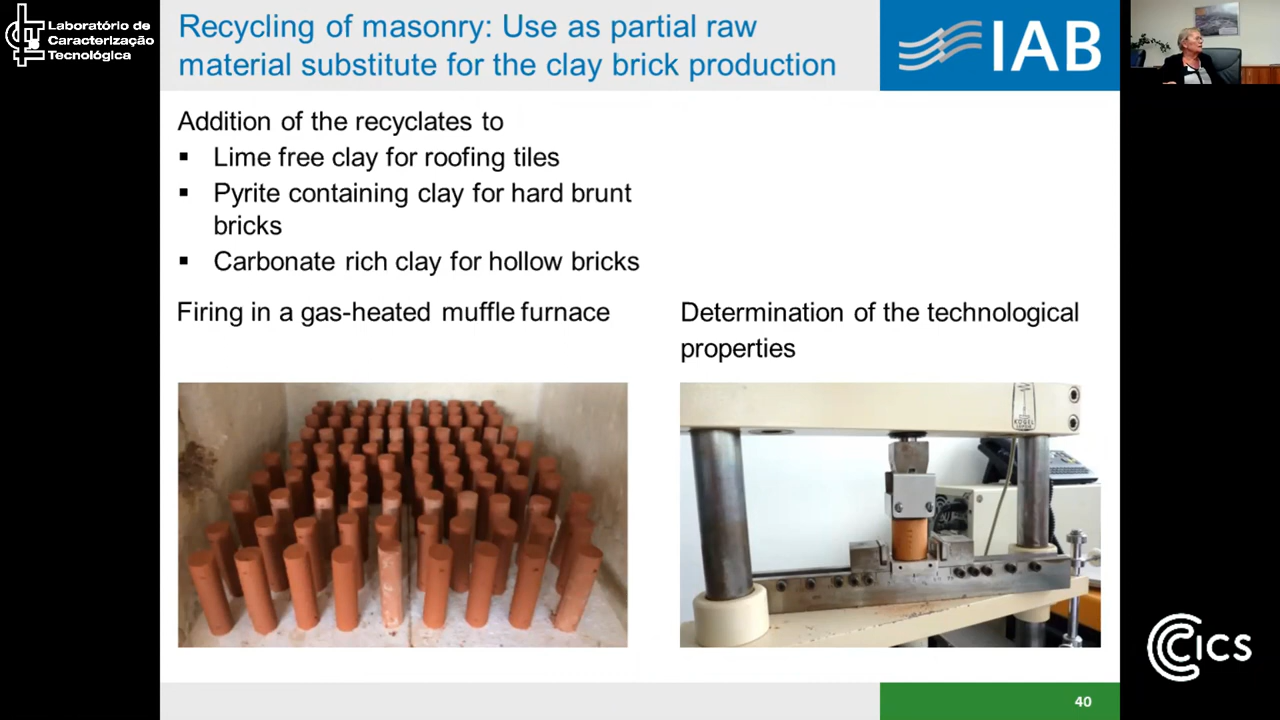 Laboratório de
Caracterização
Tecnológica
Recycling of masonry: Use as partial raw
material substitute for the clay brick production
IAB
Addition of the recyclates to
Lime free clay for roofing tiles
Pyrite containing clay for hard brunt
bricks
Carbonate rich clay for hollow bricks
Firing in a gas-heated muffle furnace
Determination of the technological
properties
KÖGEL
CICS
40